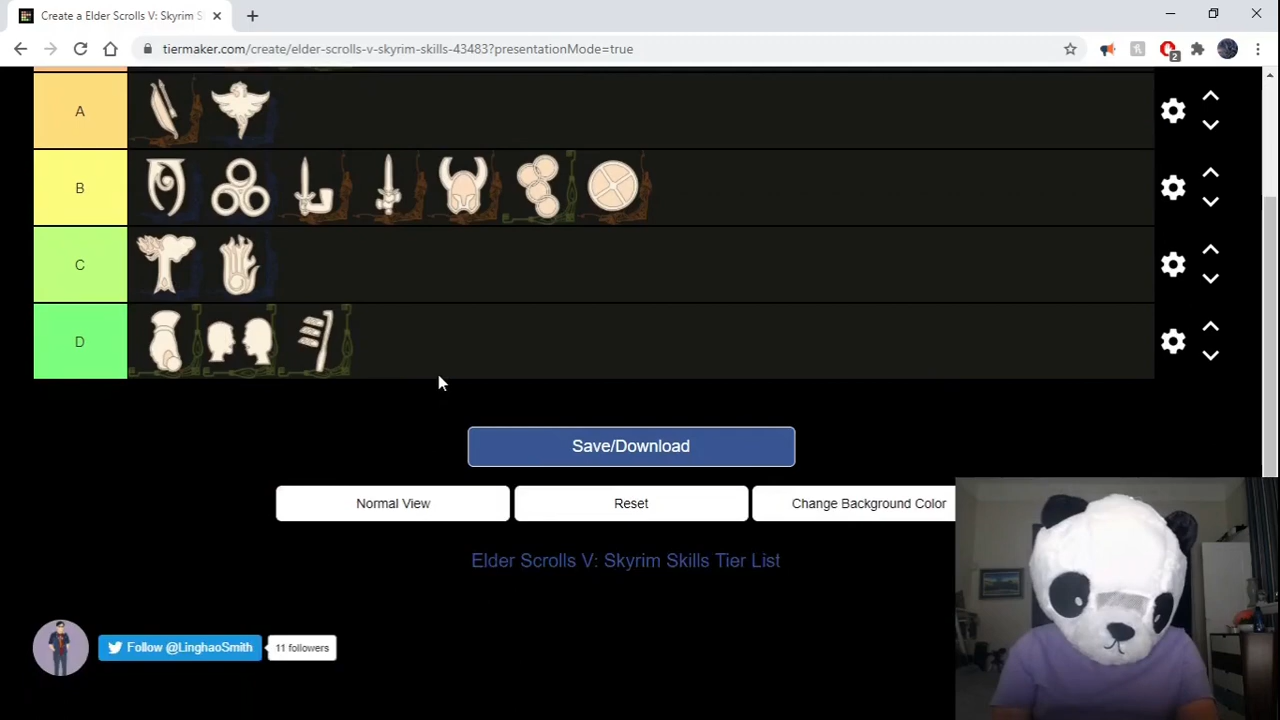 Create a Elder Scrolls V: Skyrim S
tiermaker.com/create/elder-scrolls-v-skyrim-skills-43483?presentationMode=true
2
A
B
C
D
Save/Download
Normal View
Reset
Change Background Color
Elder Scrolls V: Skyrim Skills Tier List
Follow @LinghaoSmith
11 followers